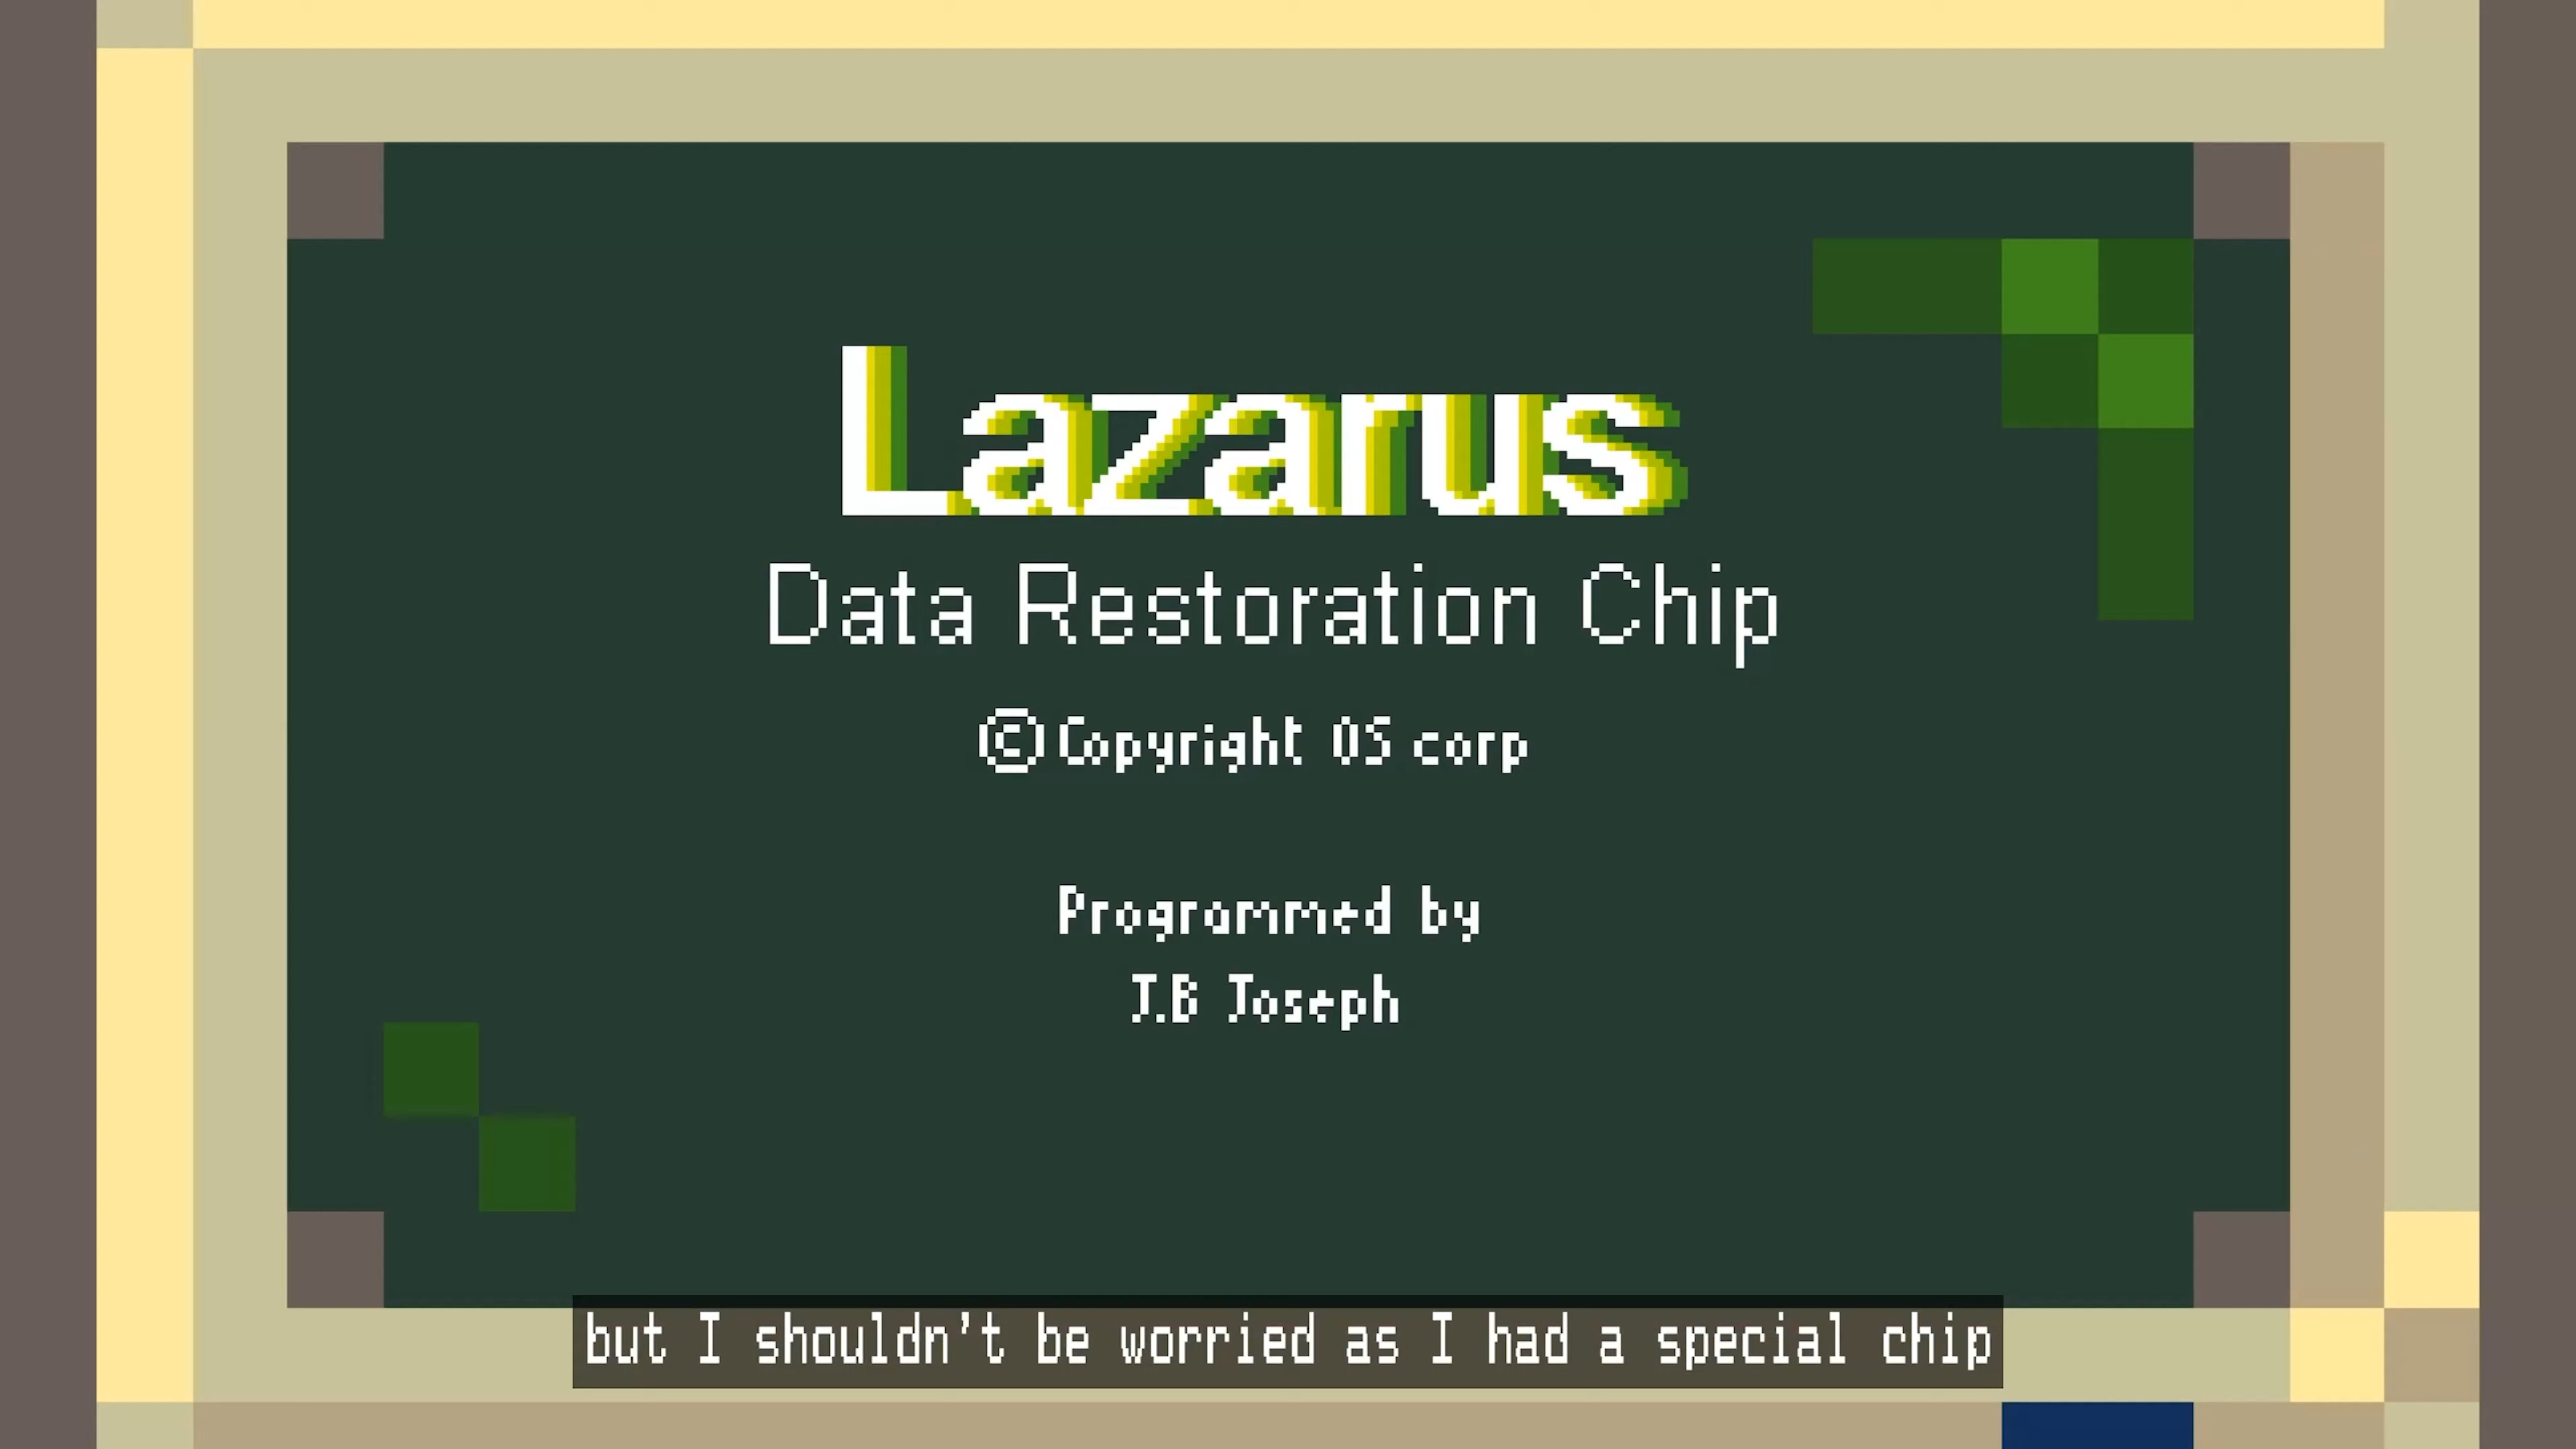 Lazarus
Data Restoration Chip
©Copyright OS corp
Programmed by
J.B Joseph
but I shouldn't be worried as I had a special chip